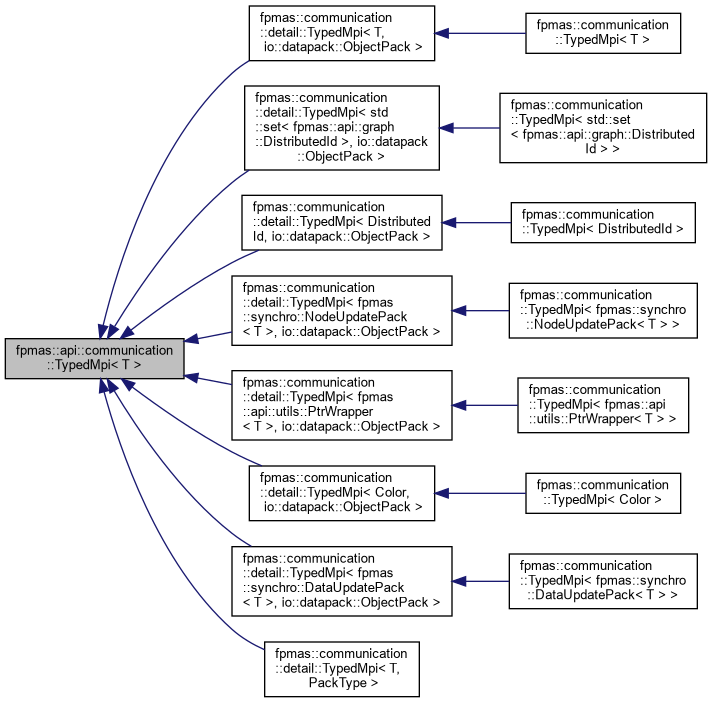 fpmas::api::communication
::TypedMpi< T >
fpmas::communication
::detail::TypedMpi< T,
io::datapack::ObjectPack >
fpmas::communication
::TypedMpi< T >
fpmas::communication
::detail::TypedMpi< std
::set< fpmas::api::graph
::DistributedId >, io::datapack
::ObjectPack >
fpmas::communication
::TypedMpi< std::set
< fpmas::api::graph::Distributed
Id > >
fpmas::communication
::detail::TypedMpi< Distributed
Id, io::datapack::ObjectPack >
fpmas::communication
::TypedMpi< DistributedId >
fpmas::communication
::detail::TypedMpi< fpmas
::synchro::NodeUpdatePack
< T >, io::datapack::ObjectPack >
fpmas::communication
::TypedMpi< fpmas::synchro
::NodeUpdatePack< T > >
fpmas::communication
::detail::TypedMpi< fpmas
::api::utils::PtrWrapper
< T >, io::datapack::ObjectPack >
fpmas::communication
::TypedMpi< fpmas::api
::utils::PtrWrapper< T > >
fpmas::communication
::detail::TypedMpi< Color,
io::datapack::ObjectPack >
fpmas::communication
::TypedMpi< Color >
fpmas::communication
::detail::TypedMpi< fpmas
::synchro::DataUpdatePack
< T >, io::datapack::ObjectPack >
fpmas::communication
::TypedMpi< fpmas::synchro
::DataUpdatePack< T > >
fpmas::communication
::detail::TypedMpi< T,
PackType >